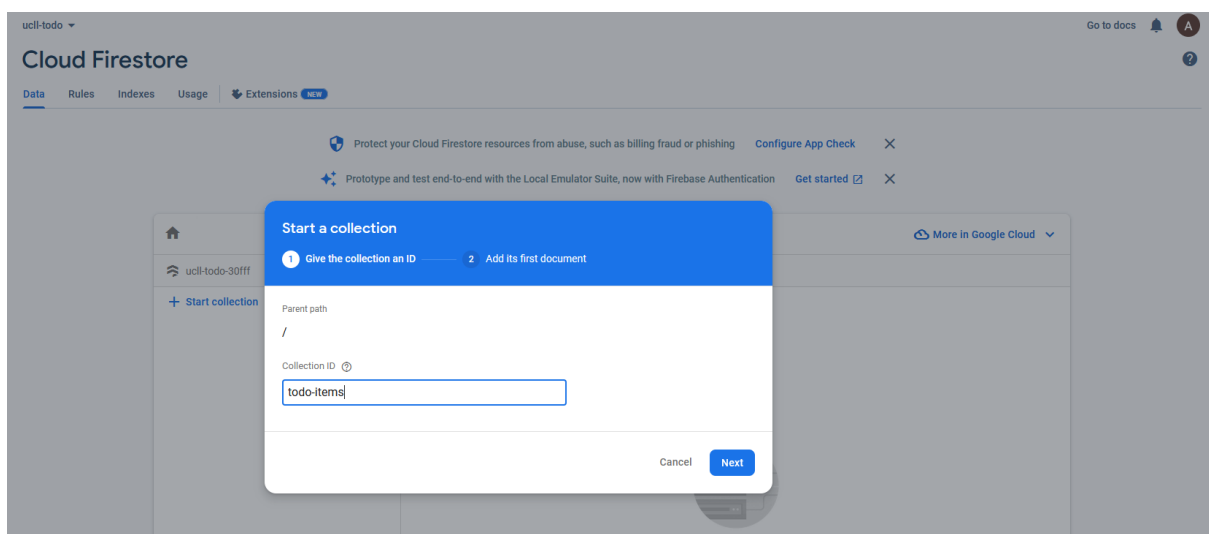 ucll-todo
Go to docs
A
Cloud Firestore
Data Rules Indexes Usage Extensions NEW
Protect your Cloud Firestore resources from abuse, such as billing fraud or phishing Configure App Check
Prototype and test end-to-end with the Local Emulator Suite, now with Firebase Authentication Get started
Start a collection
1 Give the collection an ID 2 Add its first document
More in Google Cloud
ucll-todo-30fff
+ Start collection
Parent path
/
Collection ID
todo-items
Cancel Next